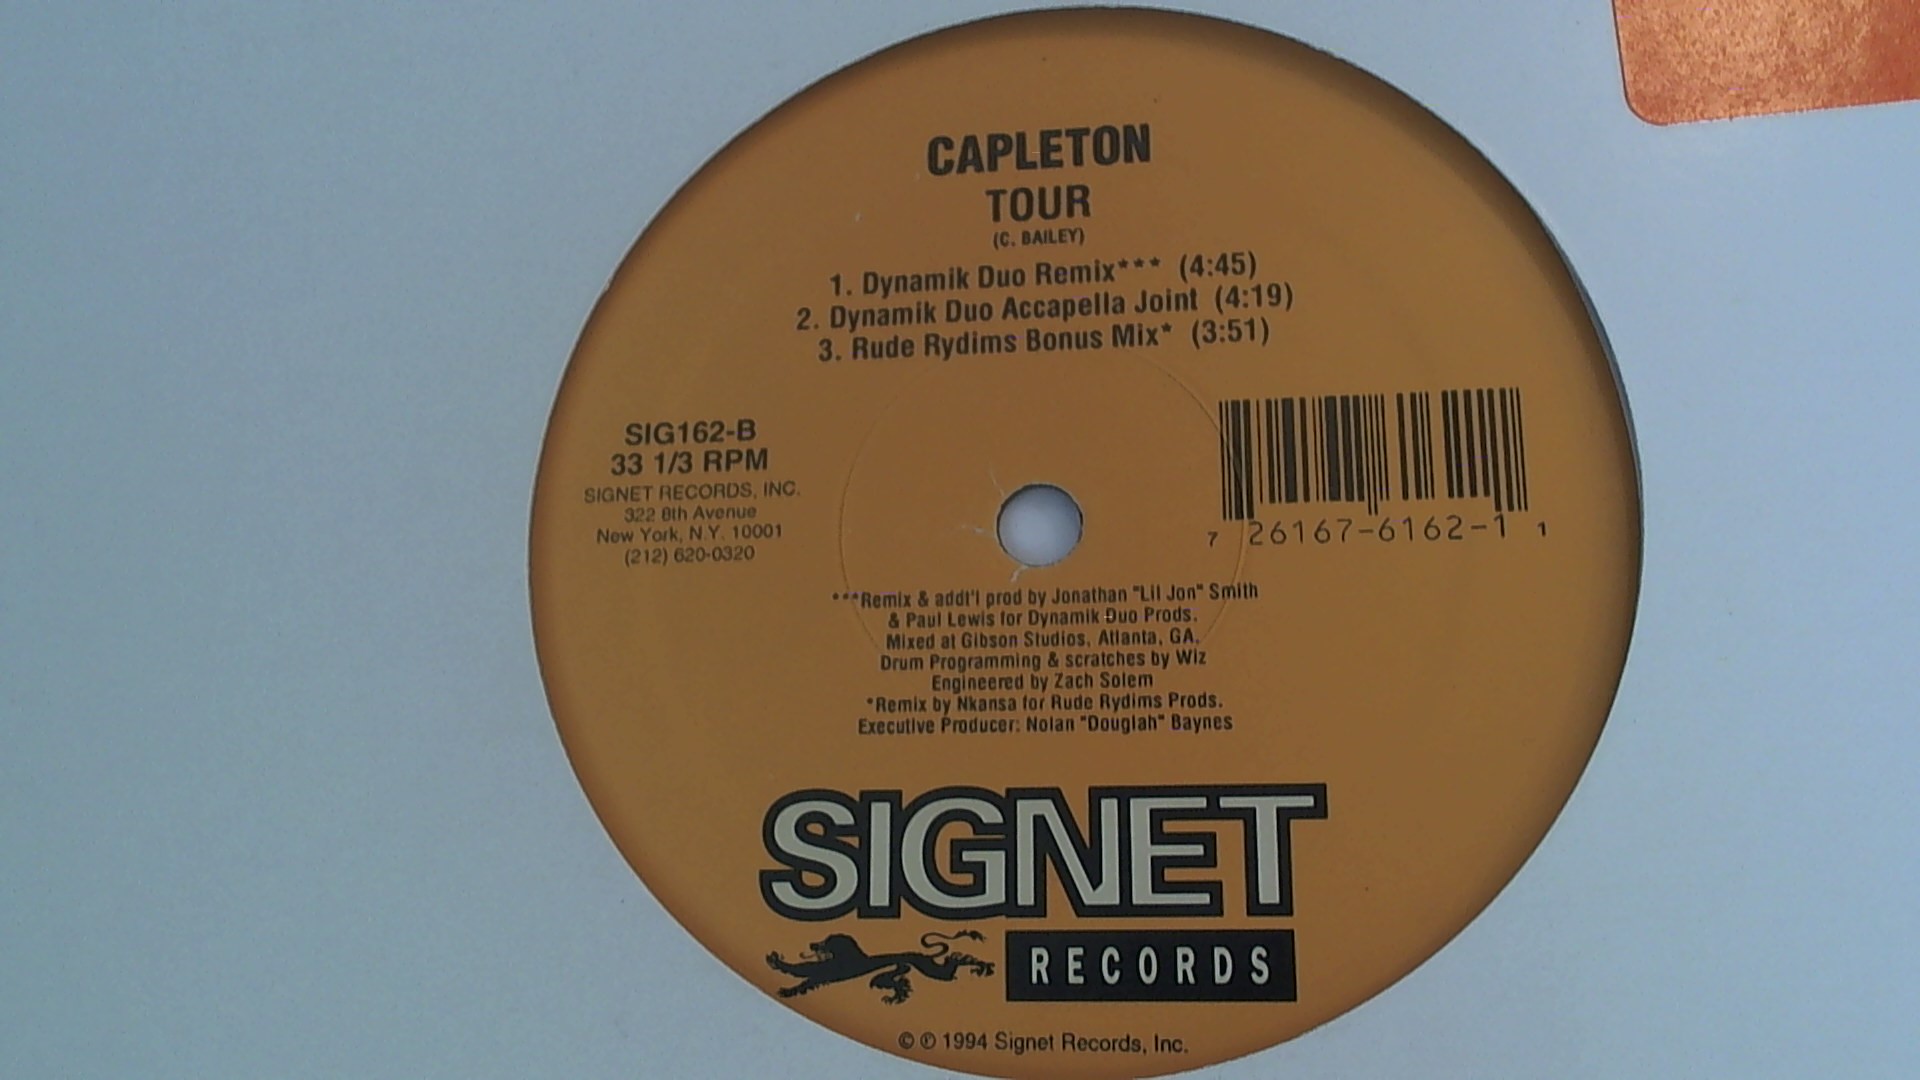 CAPLETON
TOUR
(C. BAILEY)
1. Dynamik Duo Remix*** (4:45)
2. Dynamik Duo Accapella Joint (4:19)
3. Rude Rydims Bonus Mix* (3:51)
SIG162-B
33 1/3 RPM
SIGNET RECORDS, INC.
322 8th Avenue
New York, N.Y. 10001
(212) 620-0320
7 26167-6162-1 1
***Remix & addt'l prod by Jonathan "Lil Jon" Smith
& Paul Lewis for Dynamik Duo Prods.
Mixed at Gibson Studios, Atlanta, GA.
Drum Programming & scratches by Wiz
Engineered by Zach Solem
*Remix by Nkansa for Rude Rydims Prods.
Executive Producer: Nolan "Douglah" Baynes
SIGNET
RECORDS
© ℗ 1994 Signet Records, Inc.